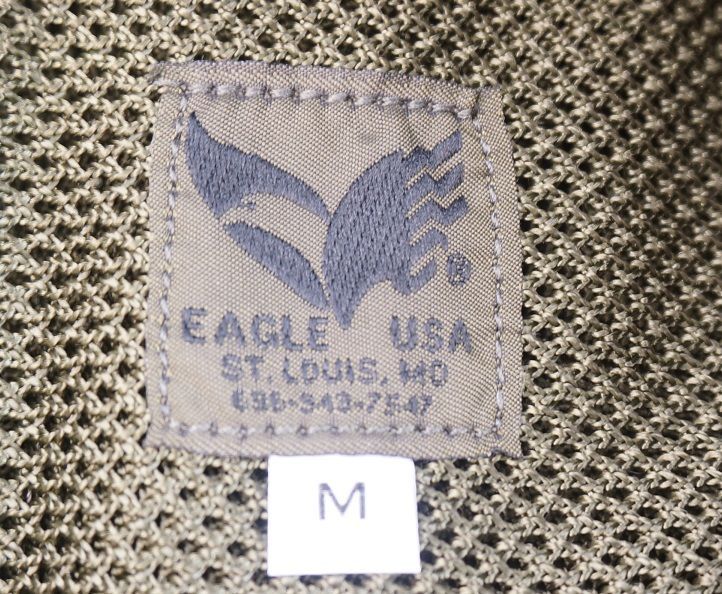 ®
EAGLE USA
ST. LOUIS, MO
636-343-7547
M